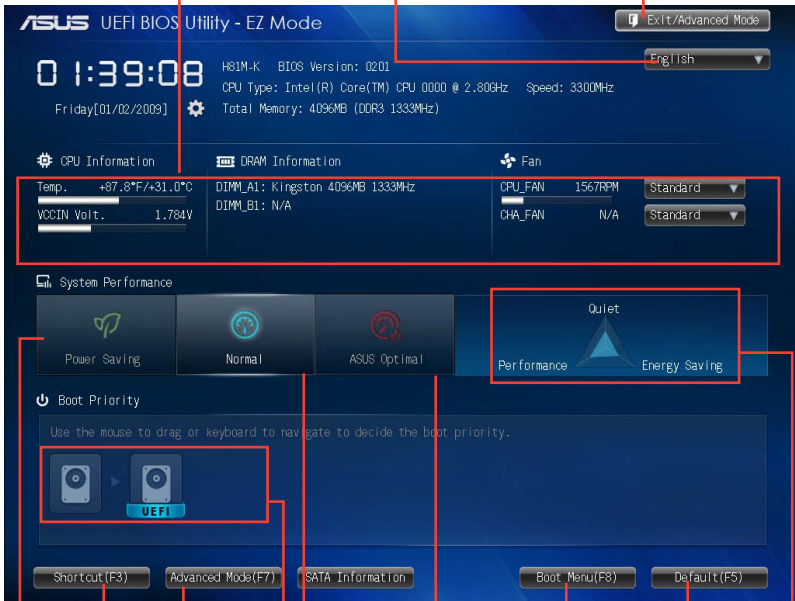 ASUS UEFI BIOS Utility - EZ Mode
Exit/Advanced Mode
English
01:39:08
Friday[01/02/2009]
H81M-K BIOS Version: 0201
CPU Type: Intel(R) Core(TM) CPU 0000 @ 2.80GHz Speed: 3300MHz
Total Memory: 4096MB (DDR3 1333MHz)
CPU Information
Temp. +87.8°F/+31.0°C
VCCIN Volt. 1.784V
DRAM Information
DIMM_A1: Kingston 4096MB 1333MHz
DIMM_B1: N/A
Fan
CPU_FAN 1567RPM Standard
CHA_FAN N/A Standard
System Performance
Power Saving
Normal
ASUS Optimal
Quiet
Performance
Energy Saving
Boot Priority
Use the mouse to drag or keyboard to navigate to decide the boot priority.
UEFI
Shortcut(F3)
Advanced Mode(F7)
SATA Information
Boot Menu(F8)
Default(F5)